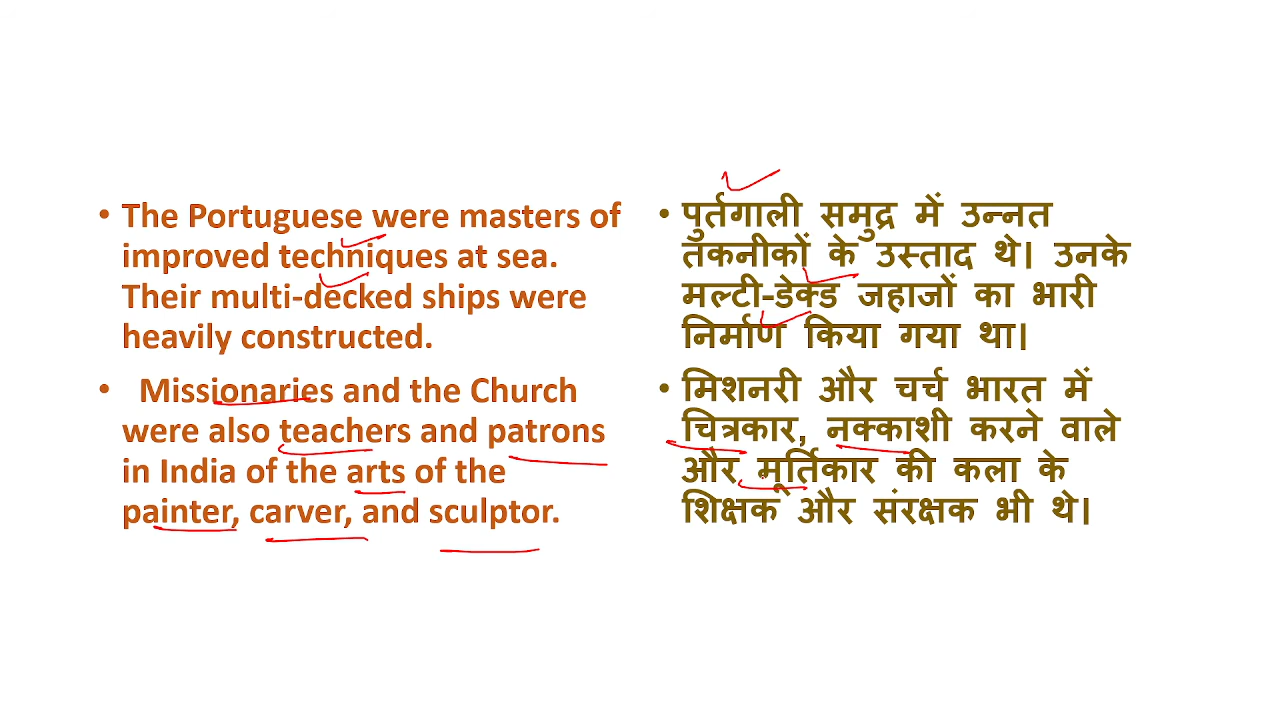 • The Portuguese were masters of
improved techniques at sea.
Their multi-decked ships were
heavily constructed.
• Missionaries and the Church
were also teachers and patrons
in India of the arts of the
painter, carver, and sculptor.
• पुर्तगाली समुद्र में उन्नत
तकनीकों के उस्ताद थे। उनके
मल्टी-डेक्ड जहाजों का भारी
निर्माण किया गया था।
• मिशनरी और चर्च भारत में
चित्रकार, नक्काशी करने वाले
और मूर्तिकार की कला के
शिक्षक और संरक्षक भी थे।